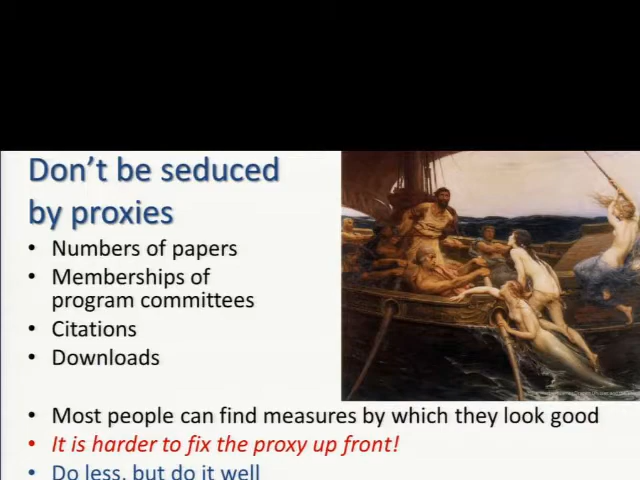 Don't be seduced
by proxies
• Numbers of papers
• Memberships of
program committees
• Citations
• Downloads
• Most people can find measures by which they look good
• It is harder to fix the proxy up front!
• Do less, but do it well